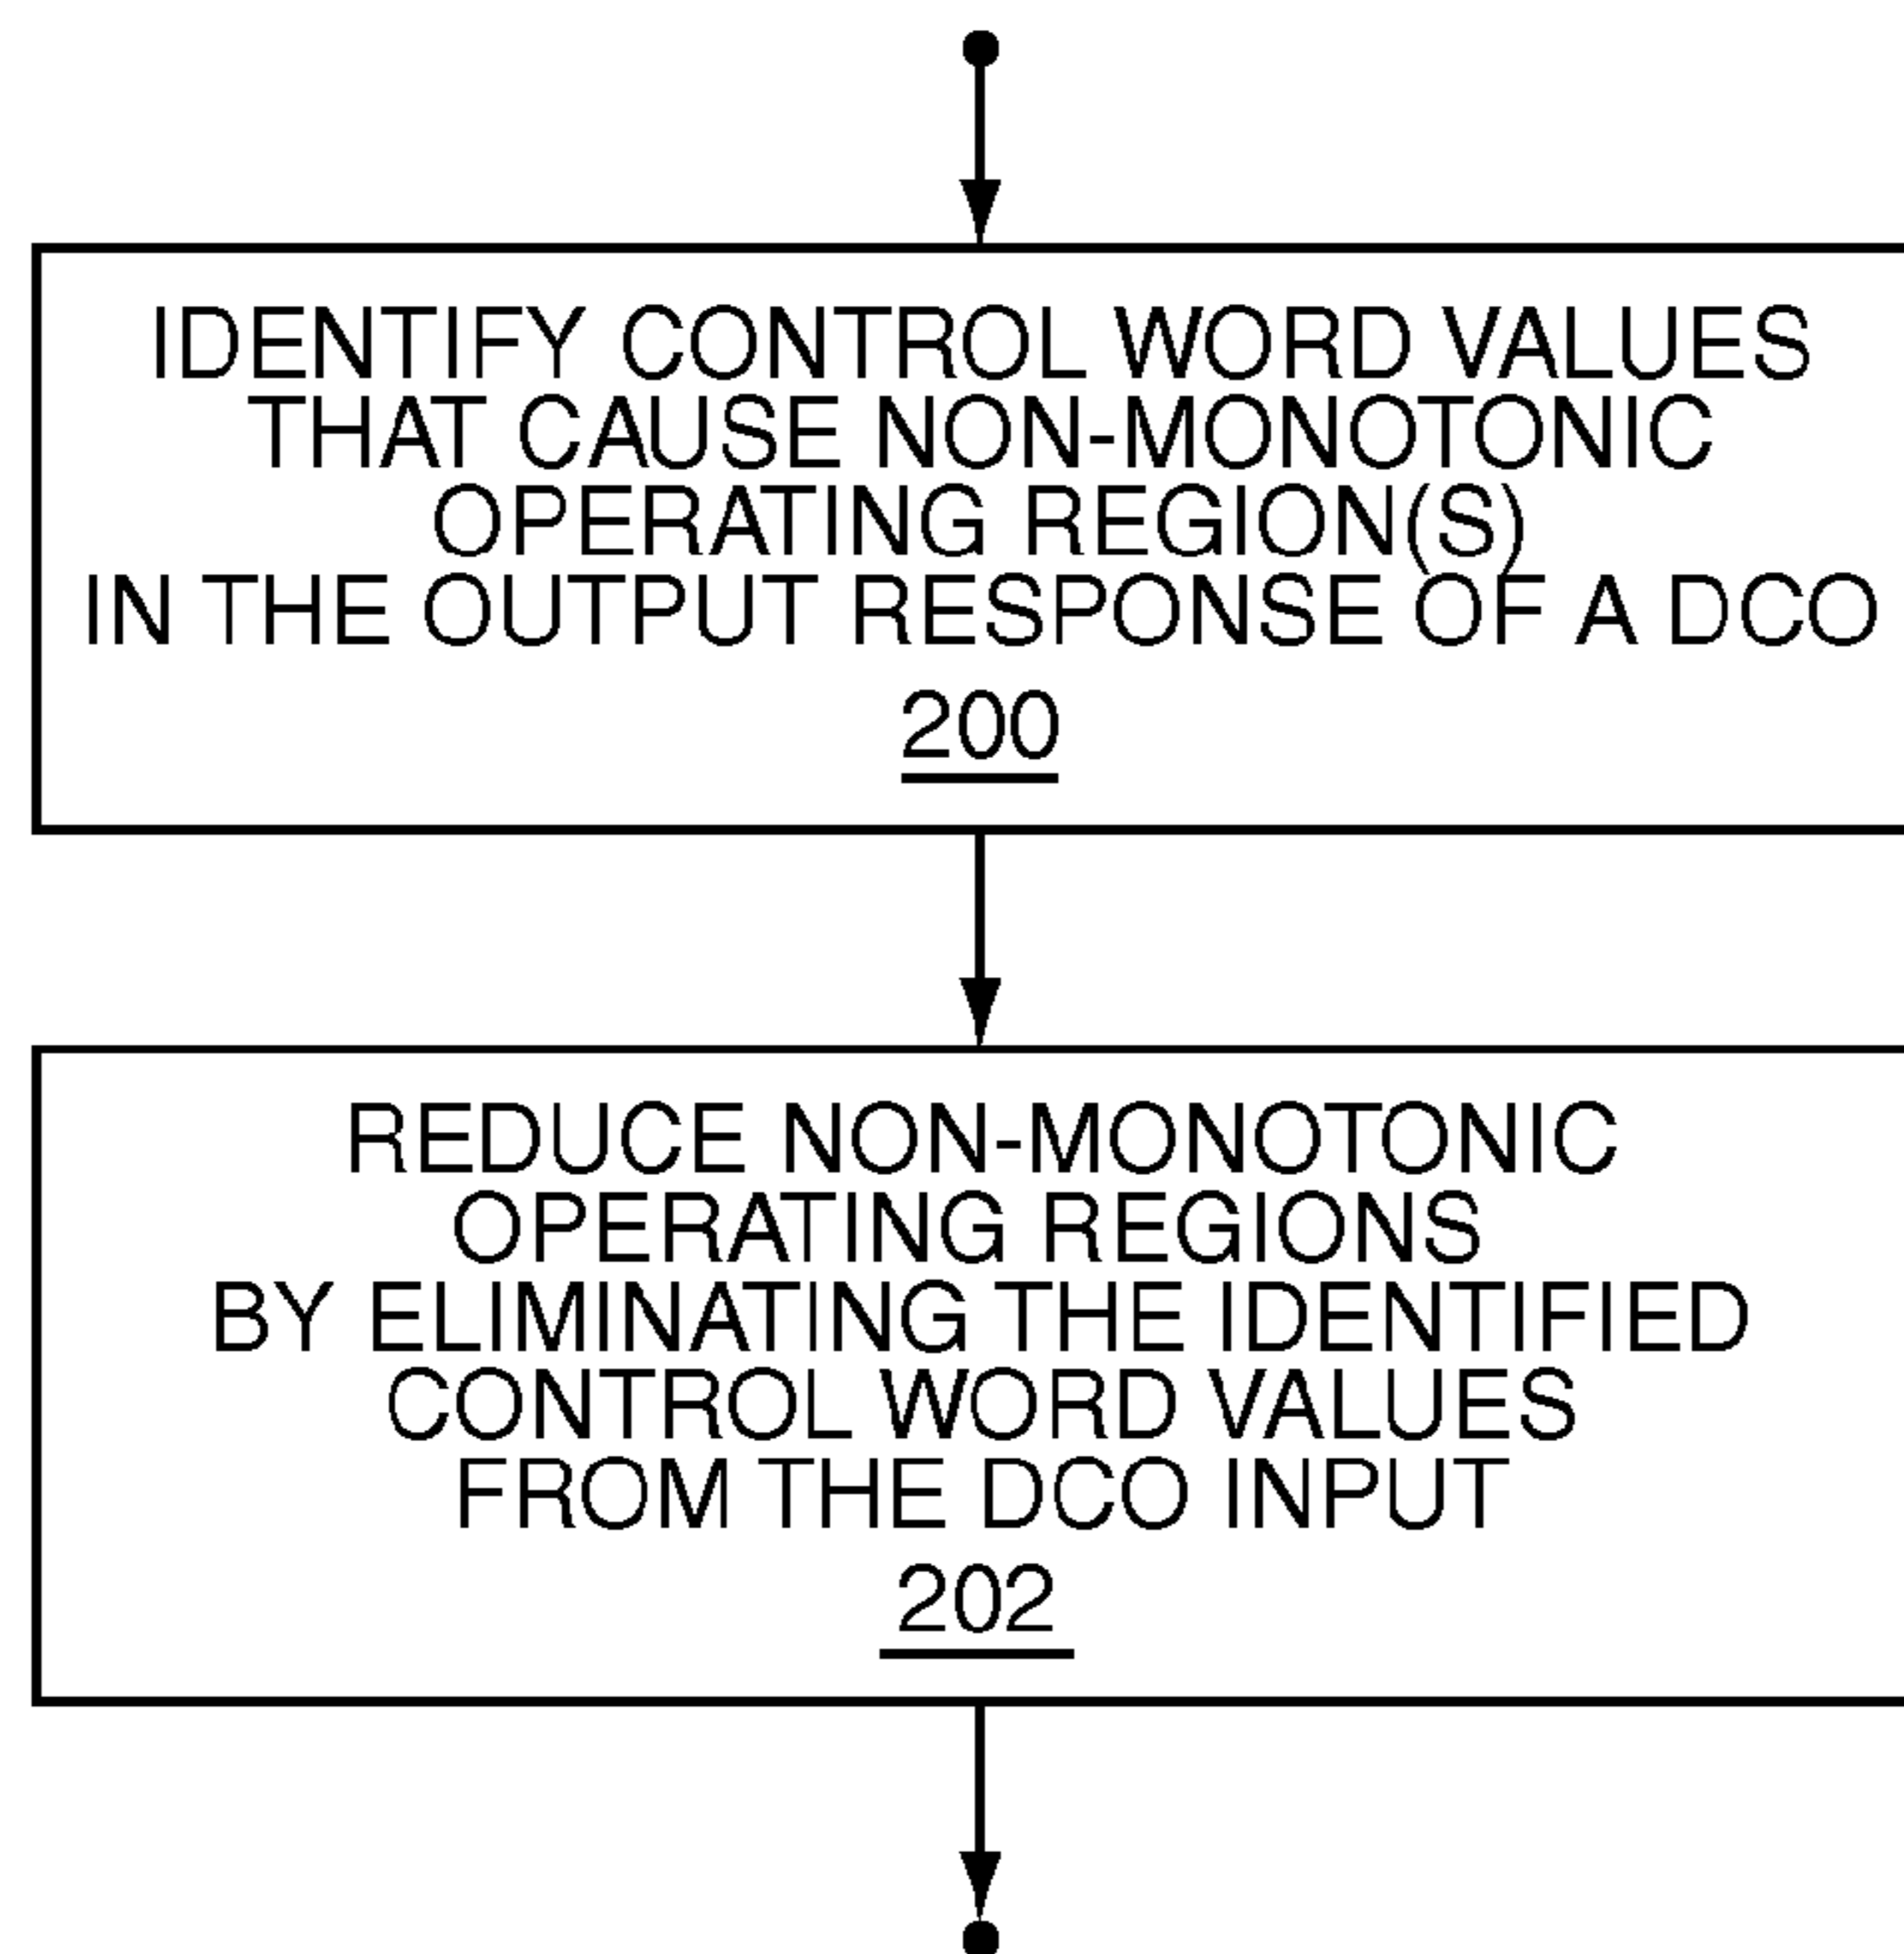 IDENTIFY CONTROL WORD VALUES
THAT CAUSE NON-MONOTONIC
OPERATING REGION(S)
IN THE OUTPUT RESPONSE OF A DCO
200
REDUCE NON-MONOTONIC
OPERATING REGIONS
BY ELIMINATING THE IDENTIFIED
CONTROL WORD VALUES
FROM THE DCO INPUT
202